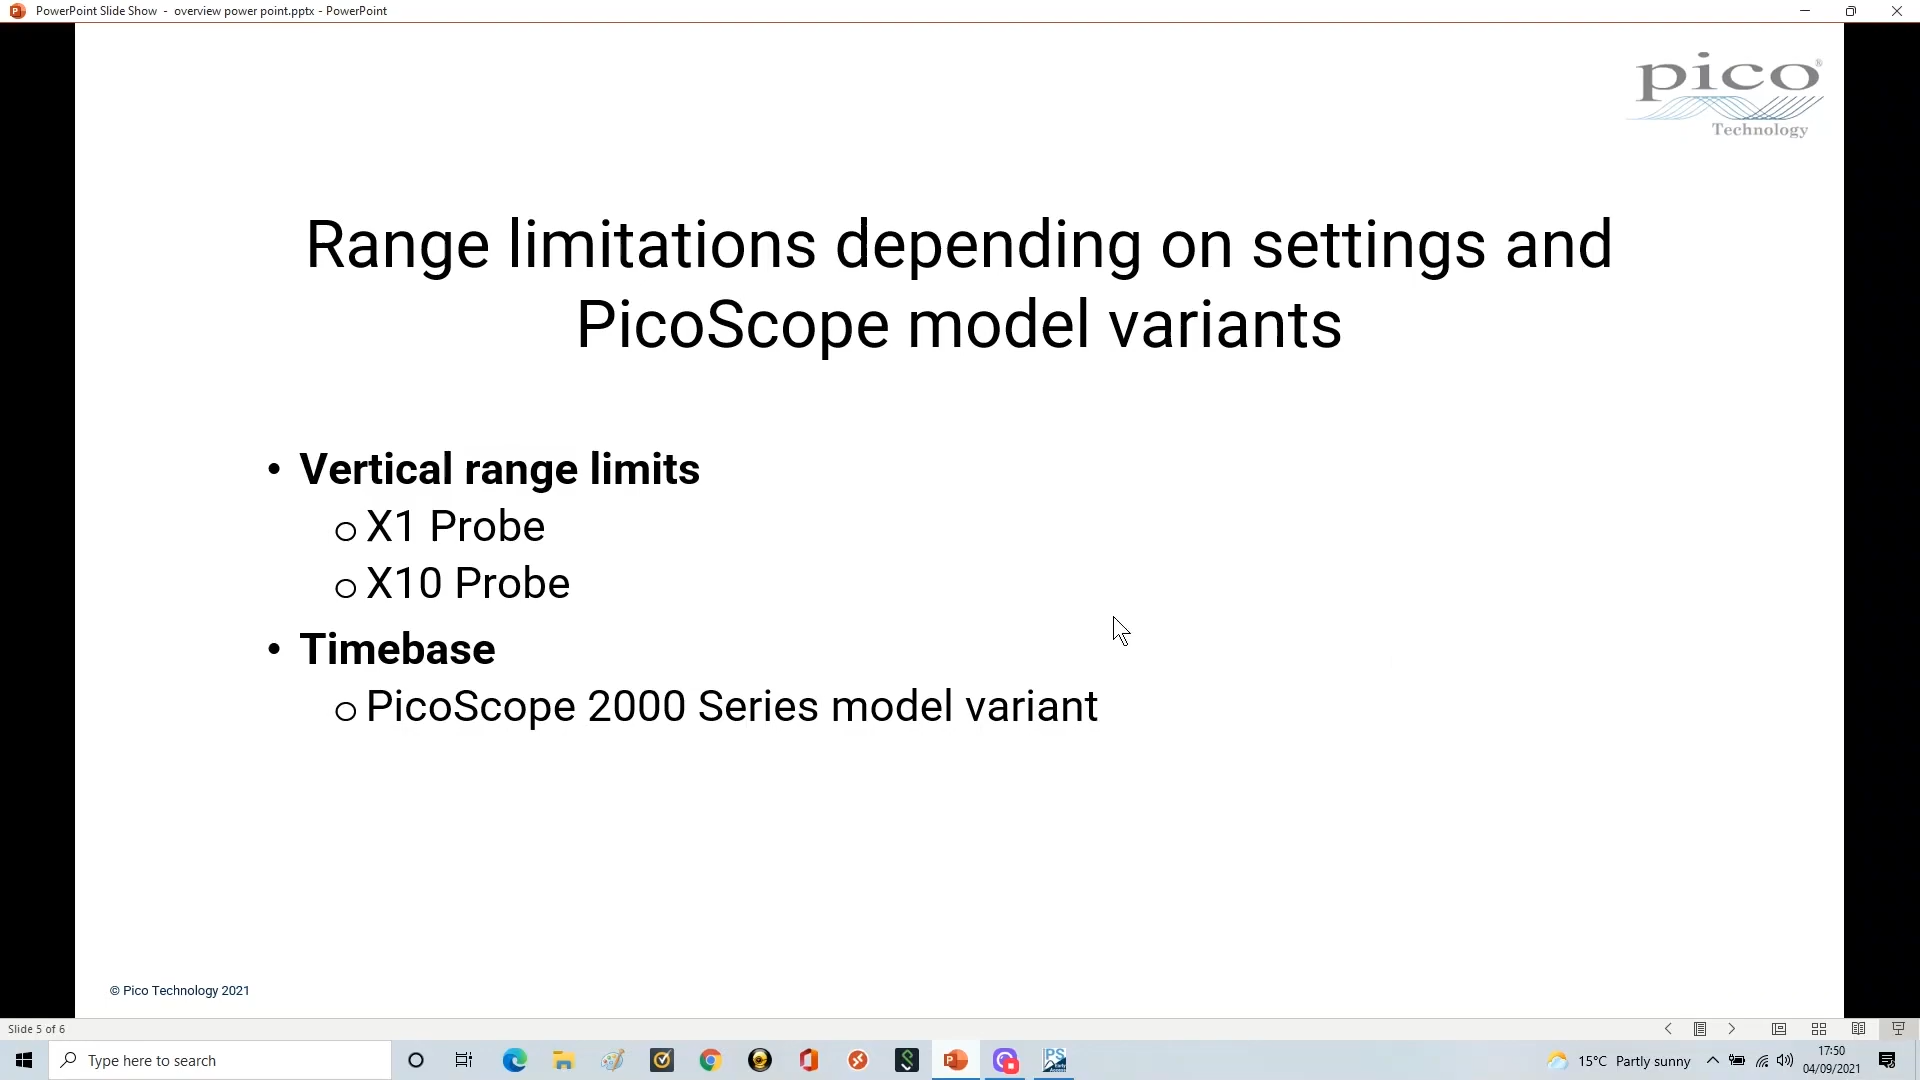 PowerPoint Slide Show - overview power point.pptx - PowerPoint
pico®
Technology
Range limitations depending on settings and
PicoScope model variants
• Vertical range limits
o X1 Probe
o X10 Probe
• Timebase
o PicoScope 2000 Series model variant
© Pico Technology 2021
Slide 5 of 6
Type here to search
PS
15°C Partly sunny
17:50
04/09/2021